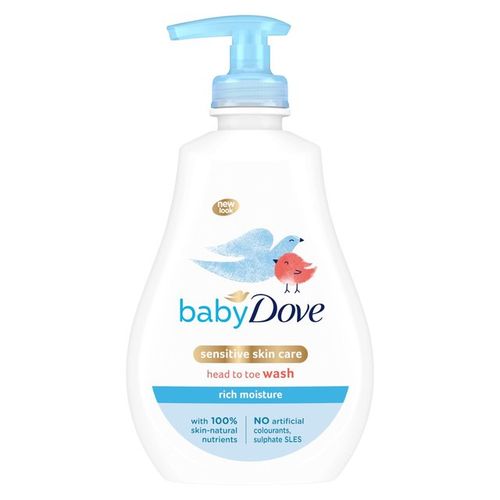 new
look
baby Dove
sensitive skin care
head to toe wash
rich moisture
with 100%
skin-natural
nutrients
NO artificial
colourants,
sulphate SLES